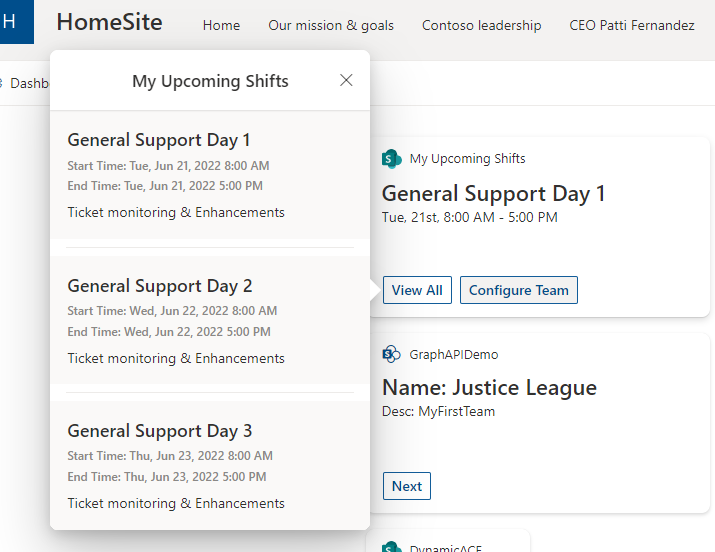 H
HomeSite
Home
Our mission & goals
Contoso leadership
CEO Patti Fernandez
My Upcoming Shifts
General Support Day 1
Start Time: Tue, Jun 21, 2022 8:00 AM
End Time: Tue, Jun 21, 2022 5:00 PM
Ticket monitoring & Enhancements
General Support Day 2
Start Time: Wed, Jun 22, 2022 8:00 AM
End Time: Wed, Jun 22, 2022 5:00 PM
Ticket monitoring & Enhancements
General Support Day 3
Start Time: Thu, Jun 23, 2022 8:00 AM
End Time: Thu, Jun 23, 2022 5:00 PM
Ticket monitoring & Enhancements
S My Upcoming Shifts
General Support Day 1
Tue, 21st, 8:00 AM - 5:00 PM
View All
Configure Team
S GraphAPIDemo
Name: Justice League
Desc: MyFirstTeam
Next
S DynamicACE